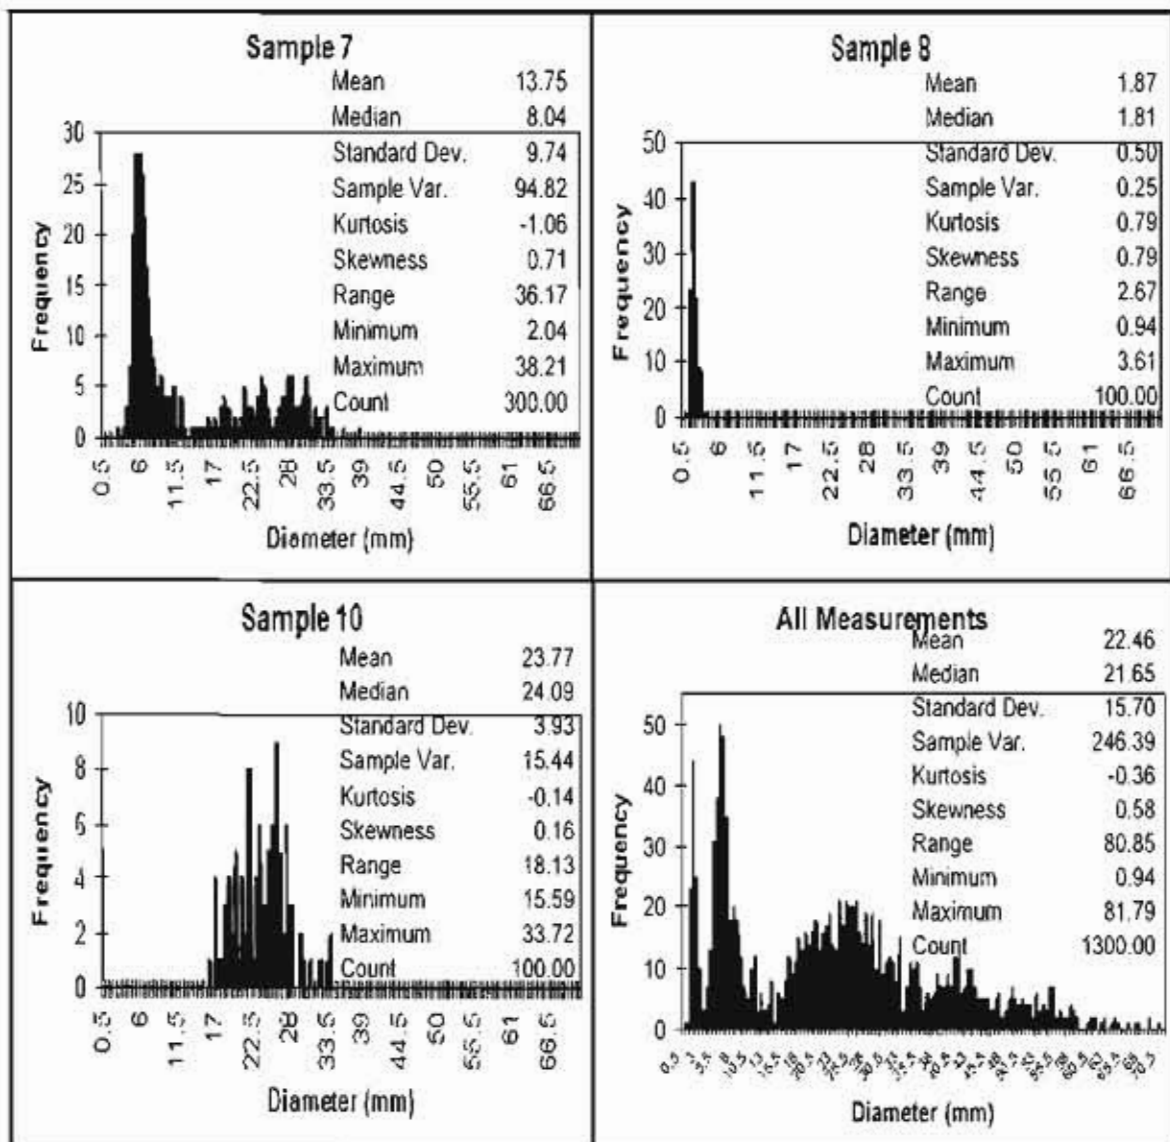 Sample 7
Mean 13.75
Median 8.04
Standard Dev. 9.74
Sample Var. 94.82
Kurtosis -1.06
Skewness 0.71
Range 36.17
Minimum 2.04
Maximum 38.21
Count 300.00
Frequency
30
25
20
15
10
5
0
0.5 6 11.5 17 22.5 28 33.5 39 44.5 50 55.5 61 66.5
Diameter (mm)
Sample 8
Mean 1.87
Median 1.81
Standard Dev. 0.50
Sample Var. 0.25
Kurtosis 0.79
Skewness 0.79
Range 2.67
Minimum 0.94
Maximum 3.61
Count 100.00
Frequency
50
40
30
20
10
0
0.5 6 11.5 17 22.5 28 33.5 39 44.5 50 55.5 61 66.5
Diameter (mm)
Sample 10
Mean 23.77
Median 24.09
Standard Dev. 3.93
Sample Var. 15.44
Kurtosis -0.14
Skewness 0.16
Range 18.13
Minimum 15.59
Maximum 33.72
Count 100.00
Frequency
10
8
6
4
2
0
0.5 6 11.5 17 22.5 28 33.5 39 44.5 50 55.5 61 66.5
Diameter (mm)
All Measurements
Mean 22.46
Median 21.65
Standard Dev. 15.70
Sample Var. 246.39
Kurtosis -0.36
Skewness 0.58
Range 80.85
Minimum 0.94
Maximum 81.79
Count 1300.00
Frequency
50
40
30
20
10
0
Diameter (mm)